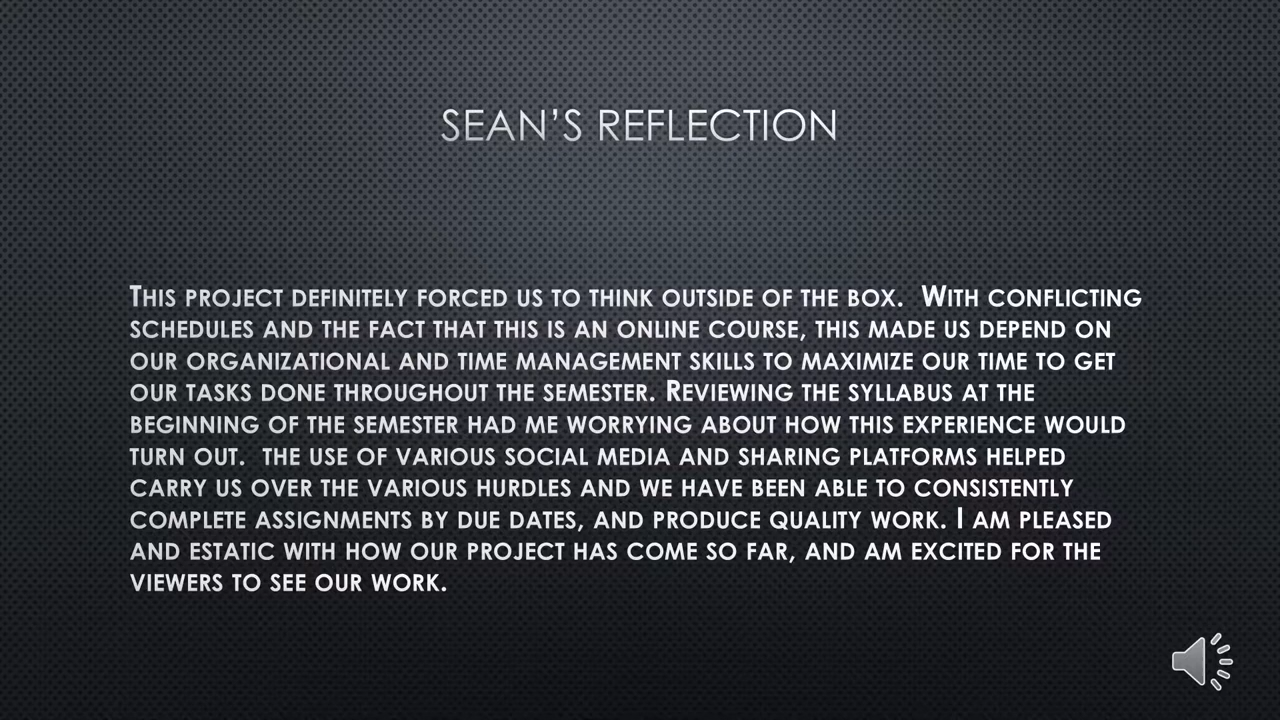 SEAN'S REFLECTION
THIS PROJECT DEFINITELY FORCED US TO THINK OUTSIDE OF THE BOX.  WITH CONFLICTING
SCHEDULES AND THE FACT THAT THIS IS AN ONLINE COURSE, THIS MADE US DEPEND ON
OUR ORGANIZATIONAL AND TIME MANAGEMENT SKILLS TO MAXIMIZE OUR TIME TO GET
OUR TASKS DONE THROUGHOUT THE SEMESTER. REVIEWING THE SYLLABUS AT THE
BEGINNING OF THE SEMESTER HAD ME WORRYING ABOUT HOW THIS EXPERIENCE WOULD
TURN OUT.  THE USE OF VARIOUS SOCIAL MEDIA AND SHARING PLATFORMS HELPED
CARRY US OVER THE VARIOUS HURDLES AND WE HAVE BEEN ABLE TO CONSISTENTLY
COMPLETE ASSIGNMENTS BY DUE DATES, AND PRODUCE QUALITY WORK. I AM PLEASED
AND ESTATIC WITH HOW OUR PROJECT HAS COME SO FAR, AND AM EXCITED FOR THE
VIEWERS TO SEE OUR WORK.